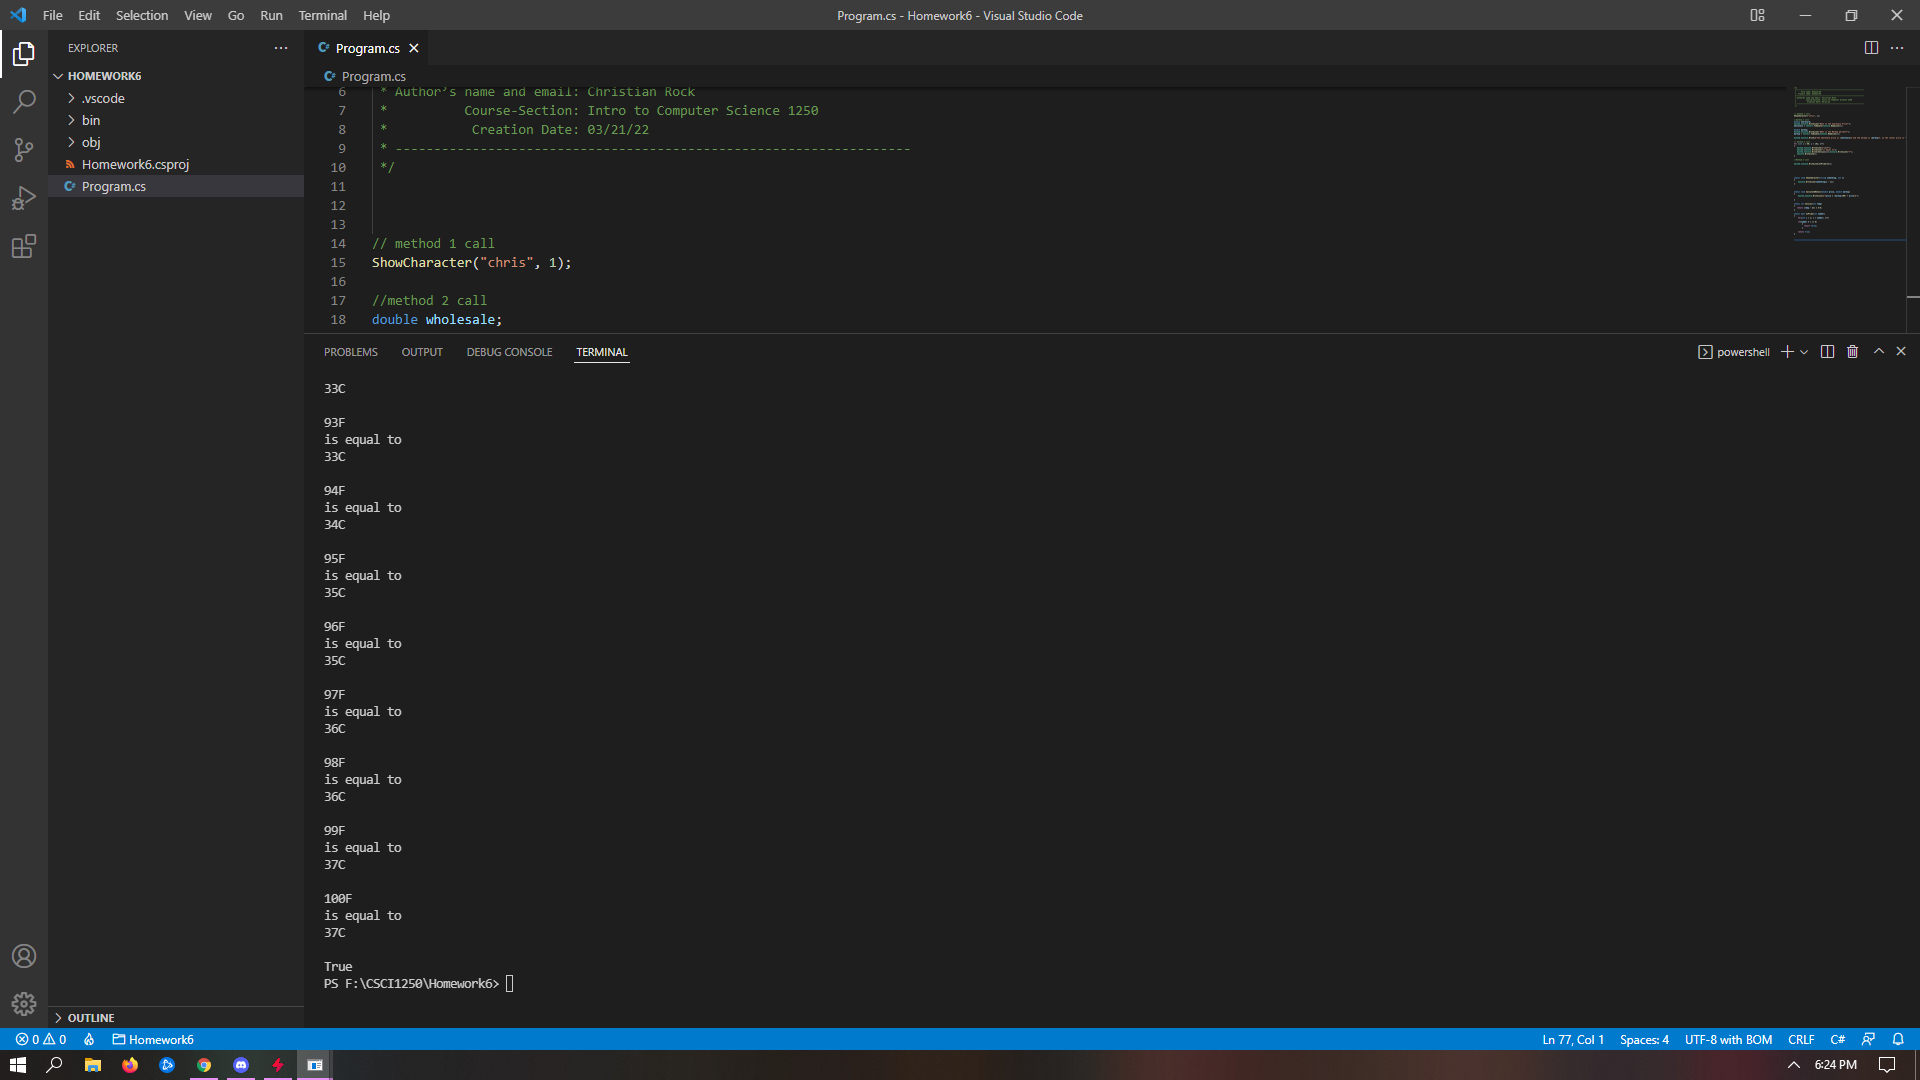 File Edit Selection View Go Run Terminal Help
Program.cs - Homework6 - Visual Studio Code
EXPLORER
HOMEWORK6
.vscode
bin
obj
Homework6.csproj
C# Program.cs
OUTLINE
C# Program.cs
C# Program.cs
6 * Author's name and email: Christian Rock
7 * Course-Section: Intro to Computer Science 1250
8 * Creation Date: 03/21/22
9 * -------------------------------------------------------------------
10 */
11
12
13
14 // method 1 call
15 ShowCharacter("chris", 1);
16
17 //method 2 call
18 double wholesale;
PROBLEMS OUTPUT DEBUG CONSOLE TERMINAL
powershell
33C
93F
is equal to
33C
94F
is equal to
34C
95F
is equal to
35C
96F
is equal to
35C
97F
is equal to
36C
98F
is equal to
36C
99F
is equal to
37C
100F
is equal to
37C
True
PS F:\CSCI1250\Homework6>
0 0 Homework6
Ln 77, Col 1 Spaces: 4 UTF-8 with BOM CRLF C#
6:24 PM